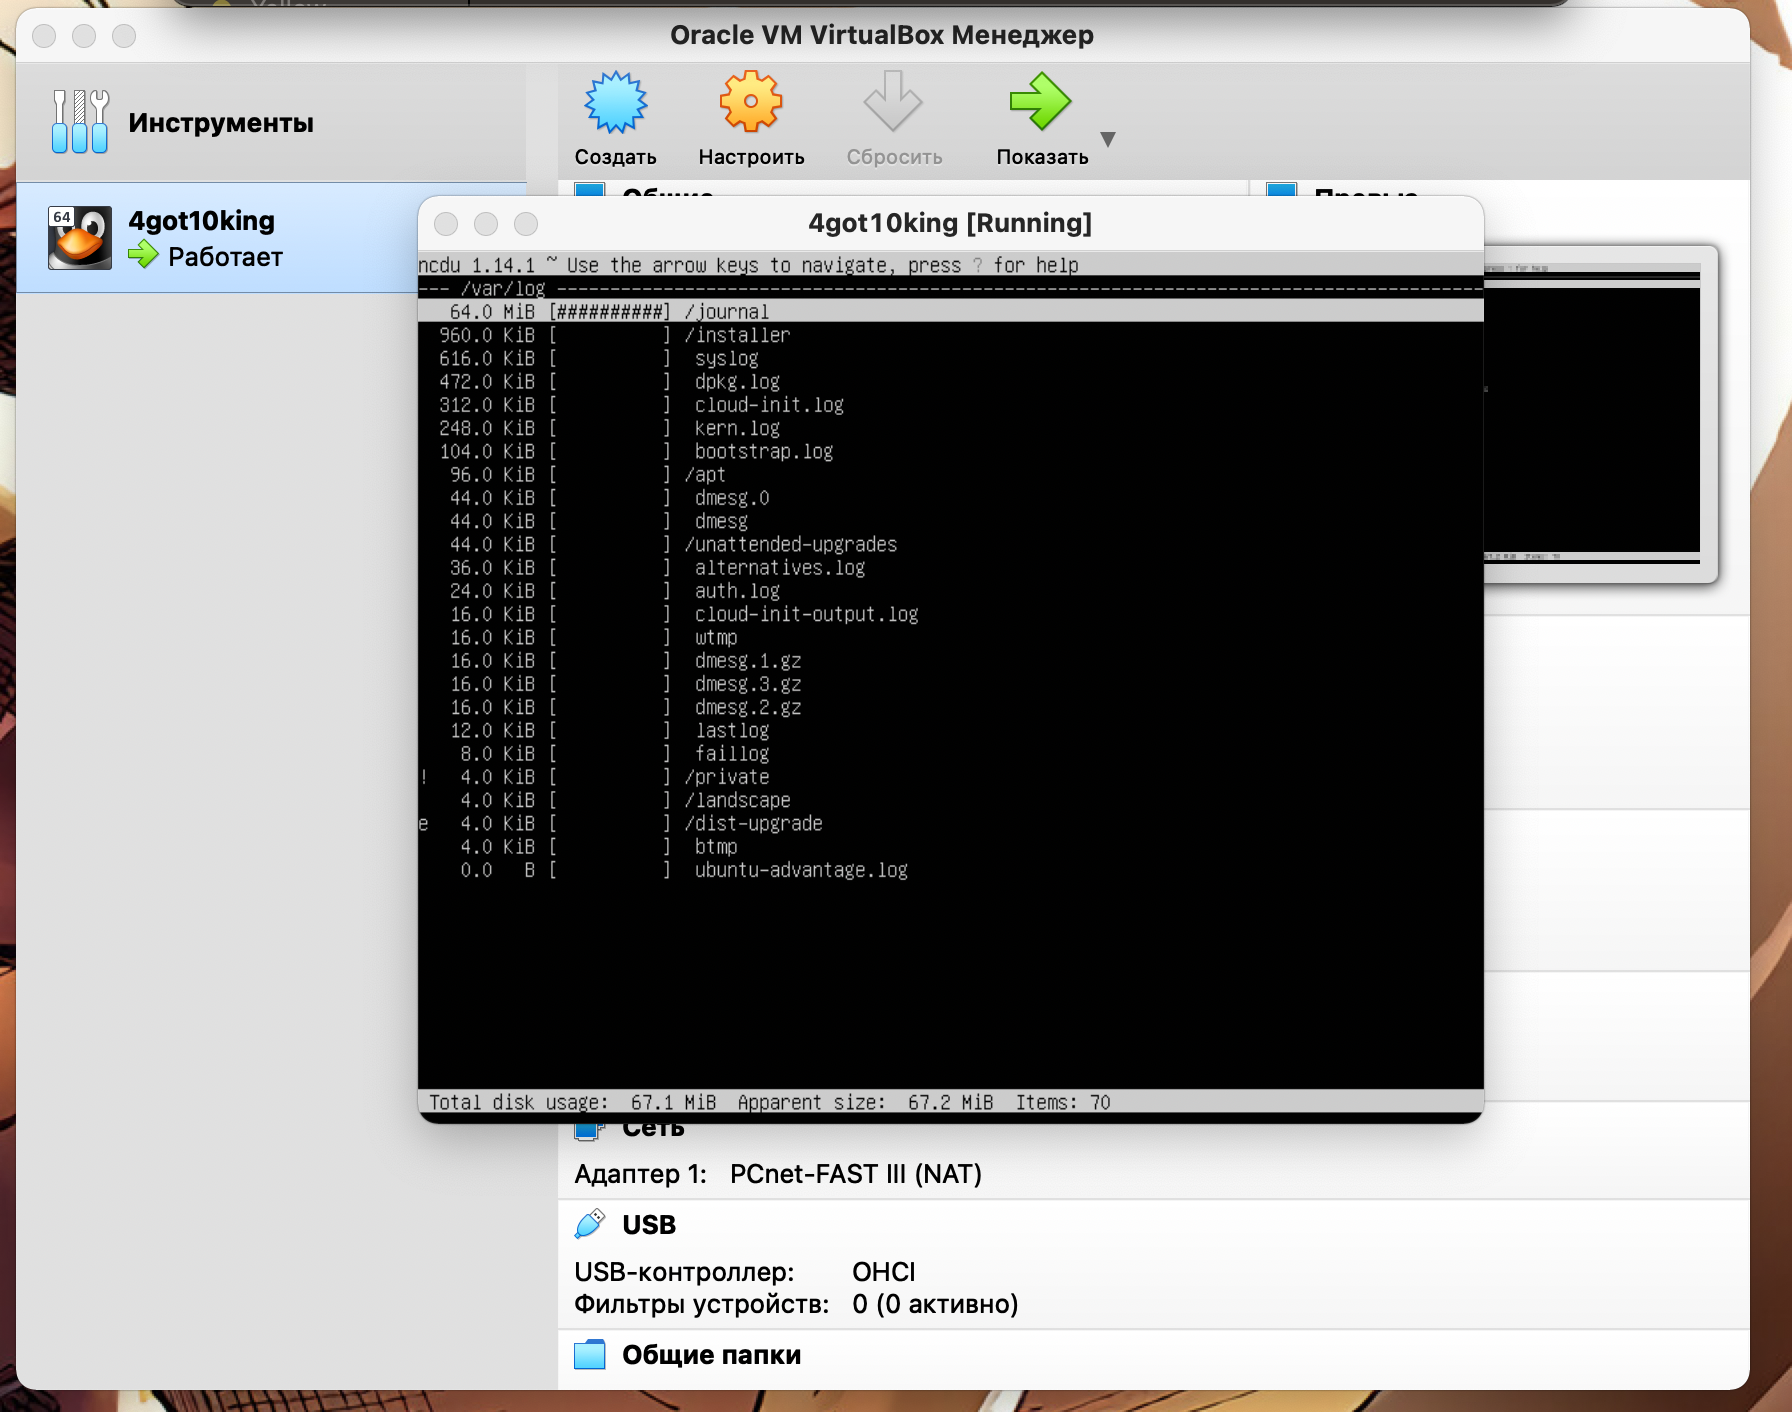 Yellow
Oracle VM VirtualBox Менеджер
Инструменты
Создать
Настроить
Сбросить
Показать
64
4got10king
Работает
Общие
Превью
4got10king [Running]
ncdu 1.14.1 ~ Use the arrow keys to navigate, press ? for help
--- /var/log ---------------------------------------------------------------------------------------
64.0 MiB [##########] /journal
960.0 KiB [          ] /installer
616.0 KiB [          ]  syslog
472.0 KiB [          ]  dpkg.log
312.0 KiB [          ]  cloud-init.log
248.0 KiB [          ]  kern.log
104.0 KiB [          ]  bootstrap.log
96.0 KiB [          ] /apt
44.0 KiB [          ]  dmesg.0
44.0 KiB [          ]  dmesg
44.0 KiB [          ] /unattended-upgrades
36.0 KiB [          ]  alternatives.log
24.0 KiB [          ]  auth.log
16.0 KiB [          ]  cloud-init-output.log
16.0 KiB [          ]  wtmp
16.0 KiB [          ]  dmesg.1.gz
16.0 KiB [          ]  dmesg.3.gz
16.0 KiB [          ]  dmesg.2.gz
12.0 KiB [          ]  lastlog
8.0 KiB [          ]  faillog
! 4.0 KiB [          ] /private
4.0 KiB [          ] /landscape
e 4.0 KiB [          ] /dist-upgrade
4.0 KiB [          ]  btmp
0.0   B [          ]  ubuntu-advantage.log
Total disk usage:  67.1 MiB  Apparent size:  67.2 MiB  Items: 70
Сеть
Адаптер 1: PCnet-FAST III (NAT)
USB
USB-контроллер: OHCI
Фильтры устройств: 0 (0 активно)
Общие папки